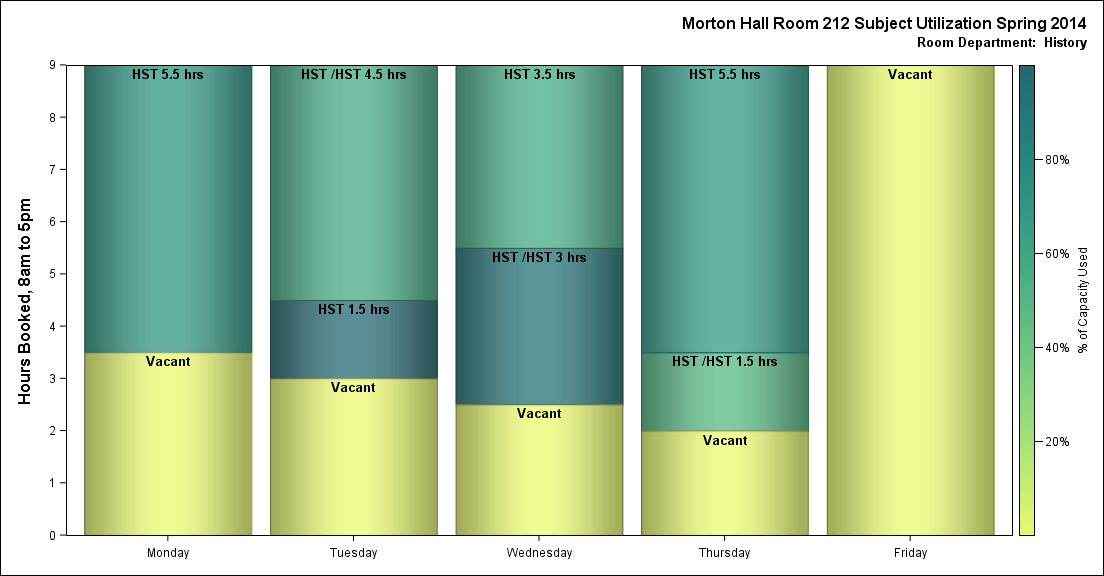 Morton Hall Room 212 Subject Utilization Spring 2014
Room Department:  History
Hours Booked, 8am to 5pm
9
8
7
6
5
4
3
2
1
0
HST 5.5 hrs
Vacant
HST /HST 4.5 hrs
HST 1.5 hrs
Vacant
HST 3.5 hrs
HST /HST 3 hrs
Vacant
HST 5.5 hrs
HST /HST 1.5 hrs
Vacant
Vacant
Monday
Tuesday
Wednesday
Thursday
Friday
80%
60%
40%
20%
% of Capacity Used